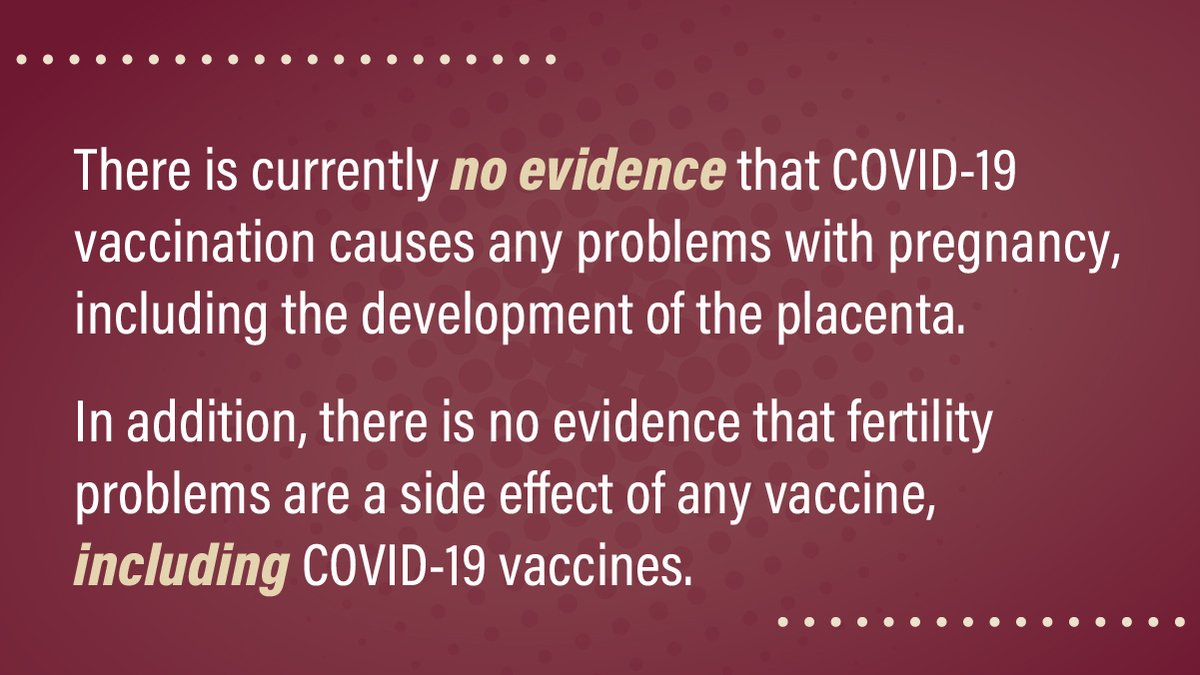 There is currently no evidence that COVID-19
vaccination causes any problems with pregnancy,
including the development of the placenta.
In addition, there is no evidence that fertility
problems are a side effect of any vaccine,
including COVID-19 vaccines.